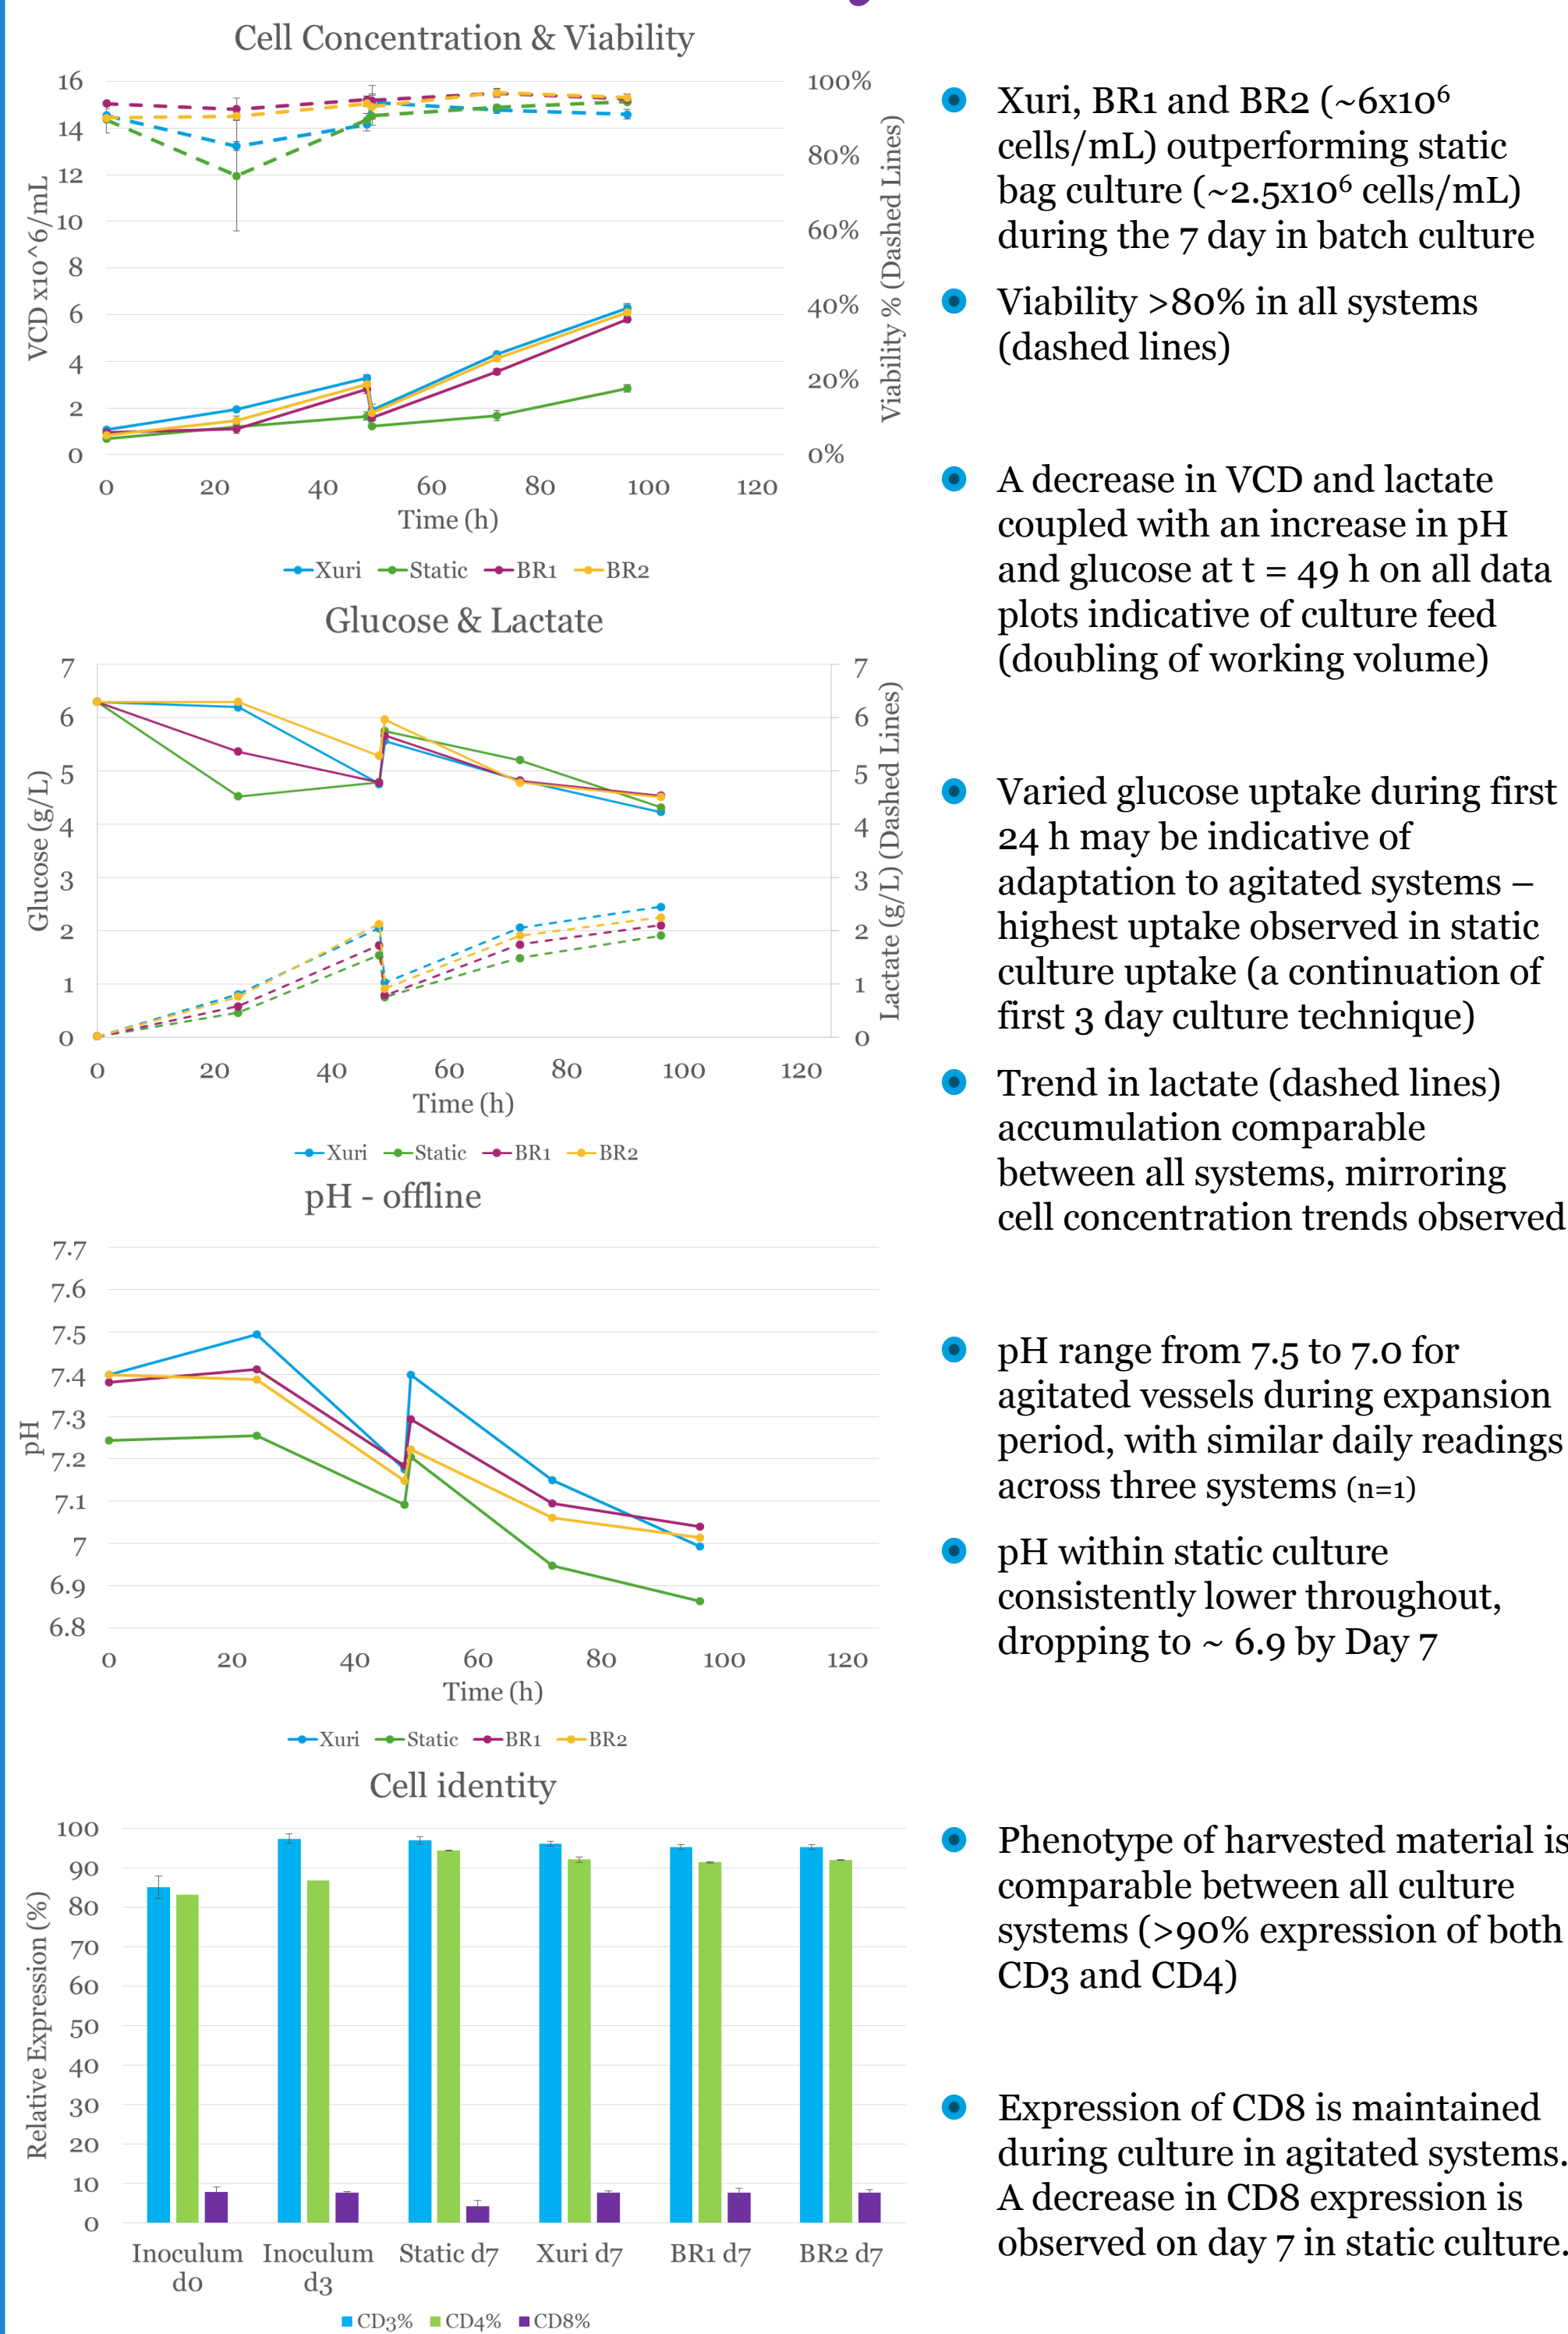 Cell Concentration & Viability
16
14
12
10
8
6
4
2
0
VCD x10^6/mL
100%
80%
60%
40%
20%
0%
Viability % (Dashed Lines)
0 20 40 60 80 100 120
Time (h)
Xuri Static BR1 BR2
Xuri, BR1 and BR2 (~6x10⁶
cells/mL) outperforming static
bag culture (~2.5x10⁶ cells/mL)
during the 7 day in batch culture
Viability >80% in all systems
(dashed lines)
A decrease in VCD and lactate
coupled with an increase in pH
and glucose at t = 49 h on all data
plots indicative of culture feed
(doubling of working volume)
Glucose & Lactate
7
6
5
4
3
2
1
0
Glucose (g/L)
7
6
5
4
3
2
1
0
Lactate (g/L) (Dashed Lines)
0 20 40 60 80 100 120
Time (h)
Xuri Static BR1 BR2
Varied glucose uptake during first
24 h may be indicative of
adaptation to agitated systems –
highest uptake observed in static
culture uptake (a continuation of
first 3 day culture technique)
Trend in lactate (dashed lines)
accumulation comparable
between all systems, mirroring
cell concentration trends observed
pH - offline
7.7
7.6
7.5
7.4
7.3
7.2
7.1
7
6.9
6.8
pH
0 20 40 60 80 100 120
Time (h)
Xuri Static BR1 BR2
pH range from 7.5 to 7.0 for
agitated vessels during expansion
period, with similar daily readings
across three systems (n=1)
pH within static culture
consistently lower throughout,
dropping to ~ 6.9 by Day 7
Cell identity
100
90
80
70
60
50
40
30
20
10
0
Relative Expression (%)
Inoculum Inoculum Static d7 Xuri d7 BR1 d7 BR2 d7
d0 d3
CD3% CD4% CD8%
Phenotype of harvested material is
comparable between all culture
systems (>90% expression of both
CD3 and CD4)
Expression of CD8 is maintained
during culture in agitated systems.
A decrease in CD8 expression is
observed on day 7 in static culture.